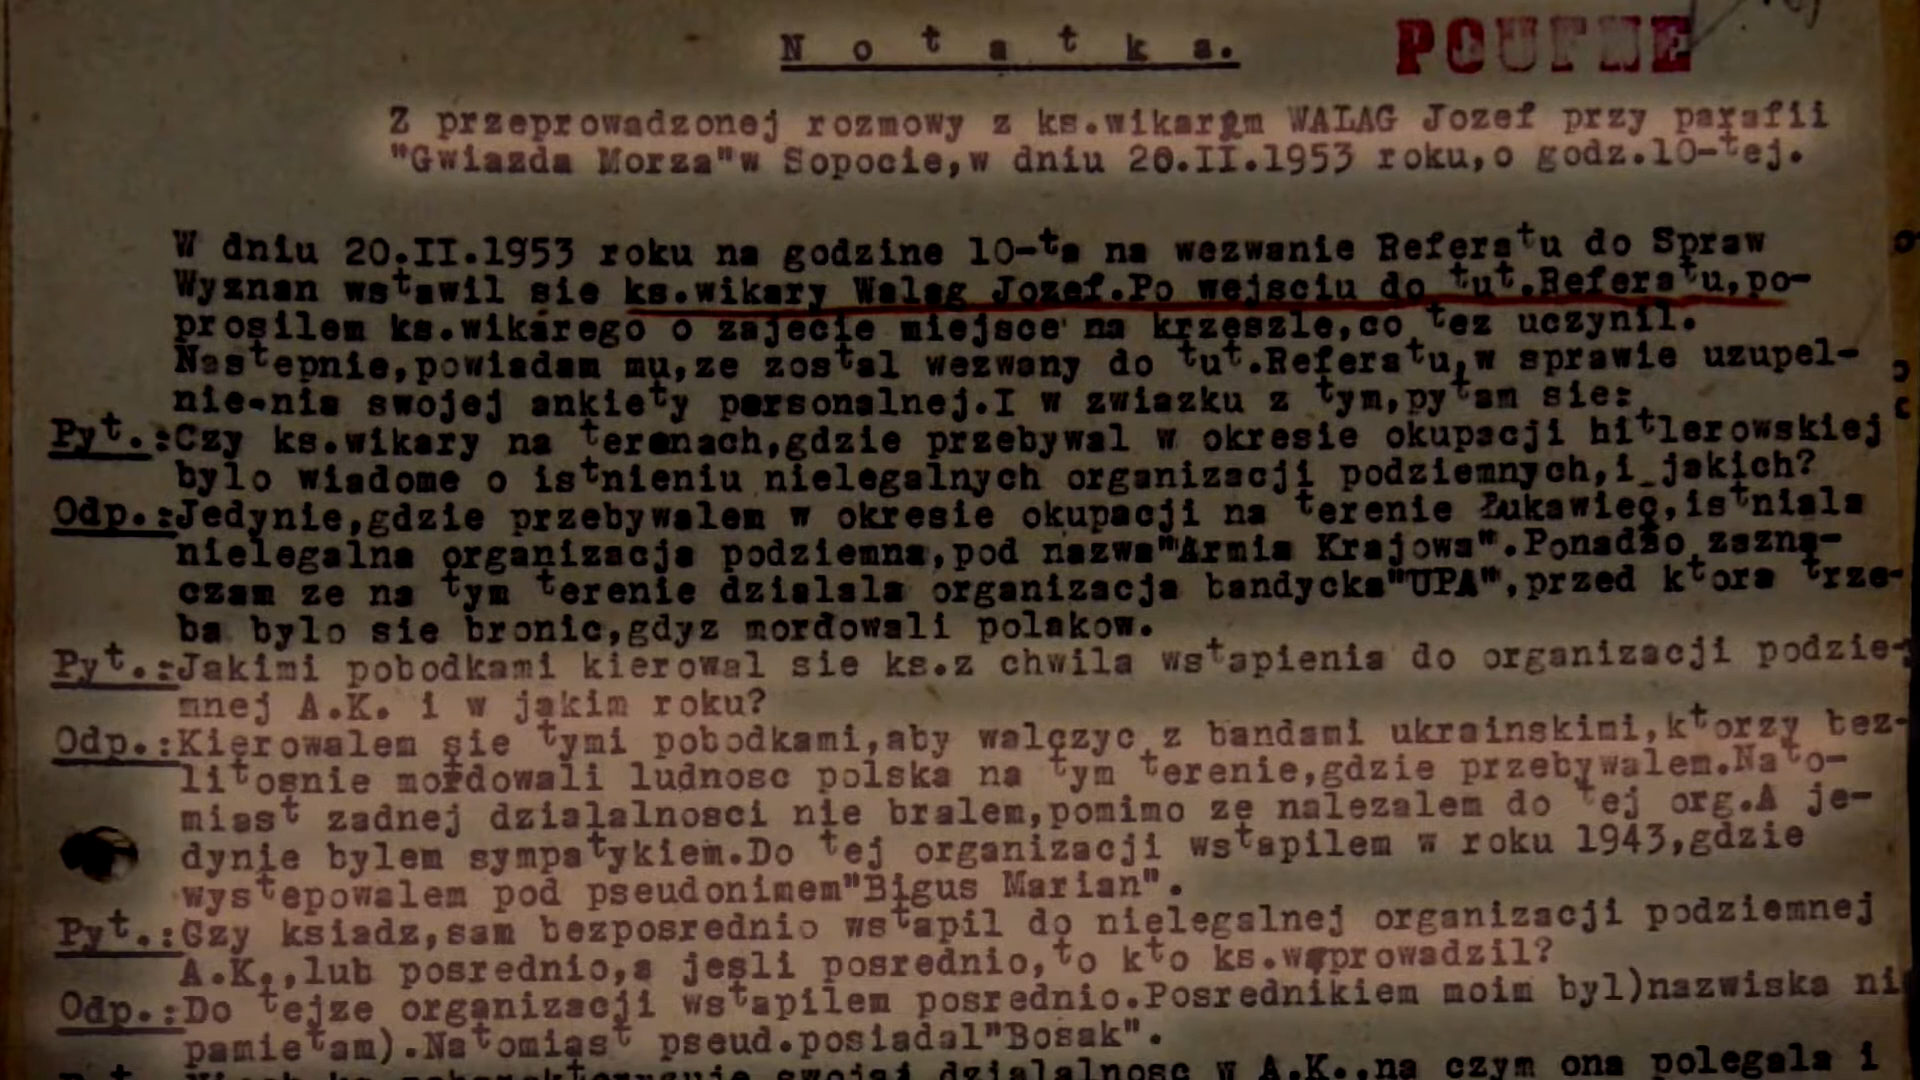 N o t a t k a.
POUFNE
Z przeprowadzonej rozmowy z ks.wikarym WALAG Jozef przy parafii
"Gwiazda Morza"w Sopocie,w dniu 20.II.1953 roku,o godz.10-tej.
W dniu 20.II.1953 roku na godzine 10-ta na wezwanie Referatu do Spraw
Wyznan wstawil sie ks.wikary Walag Jozef.Po wejsciu do tut.Referatu,po-
prosilem ks.wikarego o zajecie miejsce na krzeszle,co tez uczynil.
Nastepnie,powiadam mu,ze zostal wezwany do tut.Referatu,w sprawie uzupel-
nie-nia swojej ankiety personalnej.I w zwiazku z tym,pytam sie:
Pyt.:Czy ks.wikary na terenach,gdzie przebywal w okresie okupacji hitlerowskiej
bylo wiadome o istnieniu nielegalnych organizacji podziemnych,i jakich?
Odp.:Jedynie,gdzie przebywalem w okresie okupacji na terenie Łukawiec,istniala
nielegalna organizacja podziemna,pod nazwa"Armia Krajowa".Ponadto zazna-
czam ze na tym terenie dzialala organizacja bandycka"UPA",przed ktora trze-
ba bylo sie bronic,gdyz mordowali polakow.
Pyt.:Jakimi pobodkami kierowal sie ks.z chwila wstapienia do organizacji podzie-
mnej A.K. i w jakim roku?
Odp.:Kierowalem sie tymi pobodkami,aby walczyc z bandami ukrainskimi,ktorzy bez-
litosnie mordowali ludnosc polska na tym terenie,gdzie przebywalem.Nato-
miast zadnej dzialalnosci nie bralem,pomimo ze nalezalem do tej org.A je-
dynie bylem sympatykiem.Do tej organizacji wstapilem w roku 1943,gdzie
wystepowalem pod pseudonimem"Bigus Marian".
Pyt.:Czy ksiadz,sam bezposrednio wstapil do nielegalnej organizacji podziemnej
A.K.,lub posrednio,a jesli posrednio,to kto ks.wprowadzil?
Odp.:Do tejze organizacji wstapilem posrednio.Posrednikiem moim byl)nazwiska ni
pamietam).Natomiast pseud.posiadal"Bosak".
swojej dzialalnosc w A.K.,na czym ona polegala i